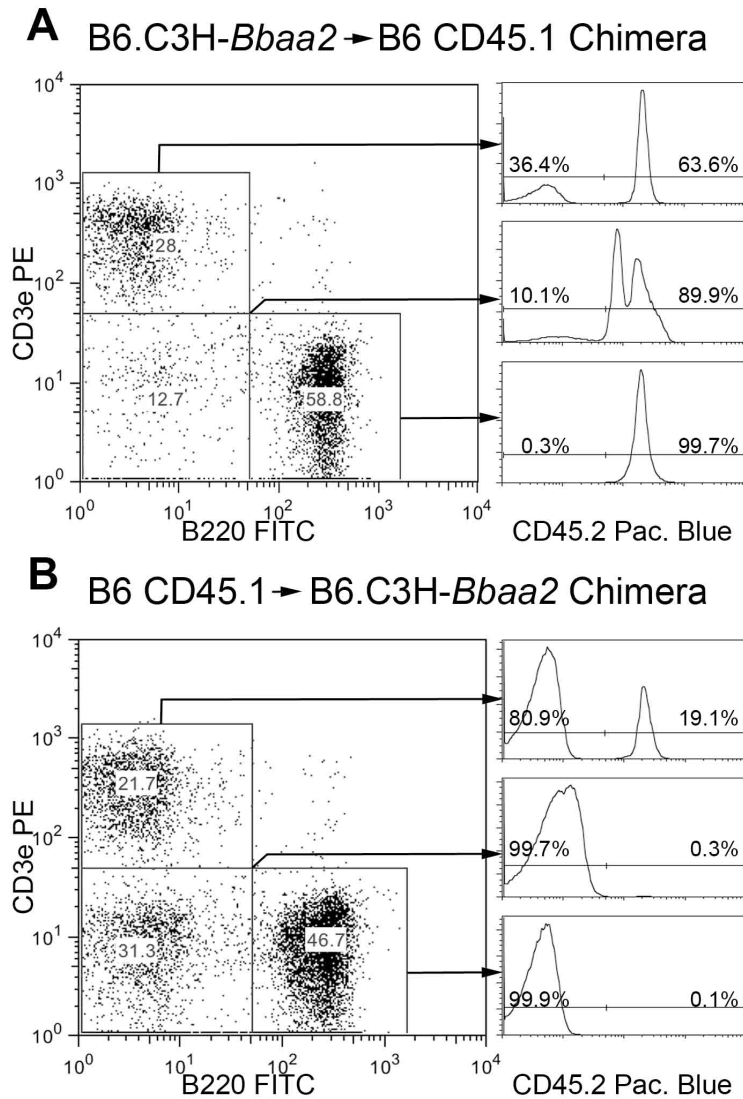 A
B6.C3H-Bbaa2 → B6 CD45.1 Chimera
10^4
10^3
10^2
10^1
10^0
CD3e PE
28
12.7
58.8
10^0 10^1 10^2 10^3 10^4
B220 FITC
36.4% 63.6%
10.1% 89.9%
0.3% 99.7%
CD45.2 Pac. Blue
B
B6 CD45.1 → B6.C3H-Bbaa2 Chimera
10^4
10^3
10^2
10^1
10^0
CD3e PE
21.7
31.3
46.7
10^0 10^1 10^2 10^3 10^4
B220 FITC
80.9% 19.1%
99.7% 0.3%
99.9% 0.1%
CD45.2 Pac. Blue